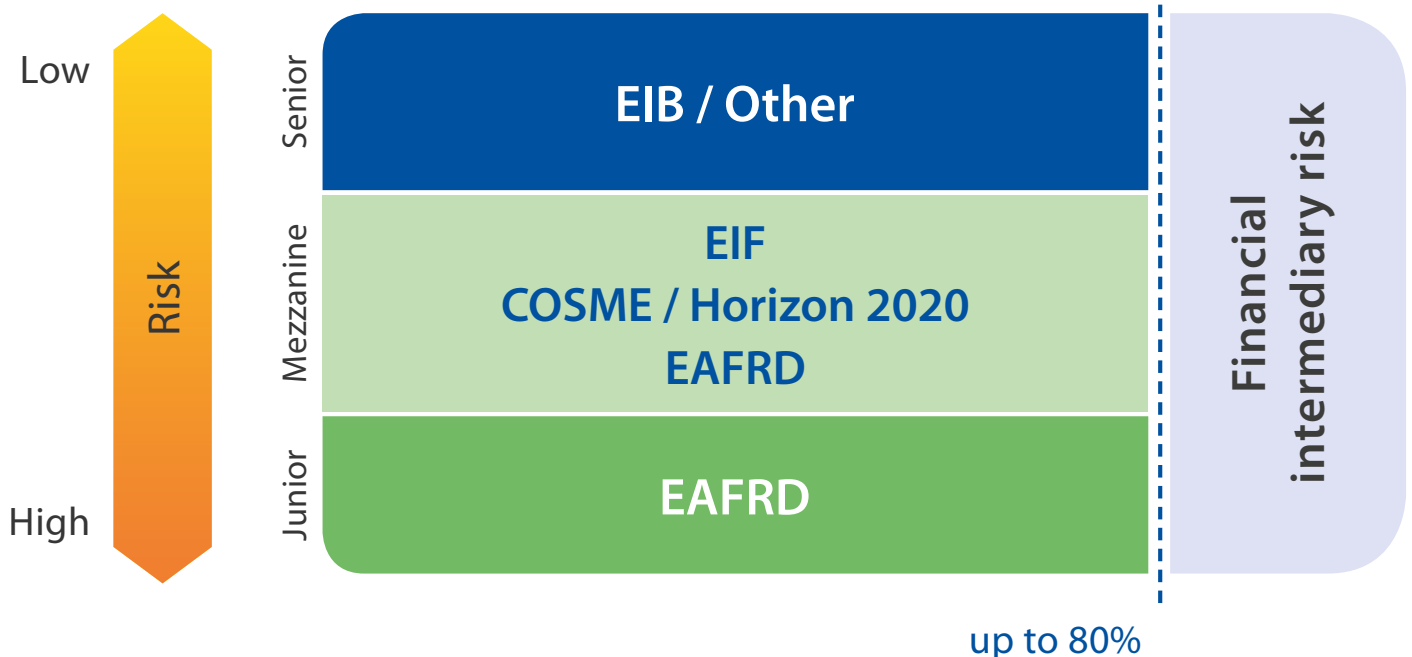 Low
Risk
High
Senior
EIB / Other
Mezzanine
EIF
COSME / Horizon 2020
EAFRD
Junior
EAFRD
Financial
intermediary risk
up to 80%